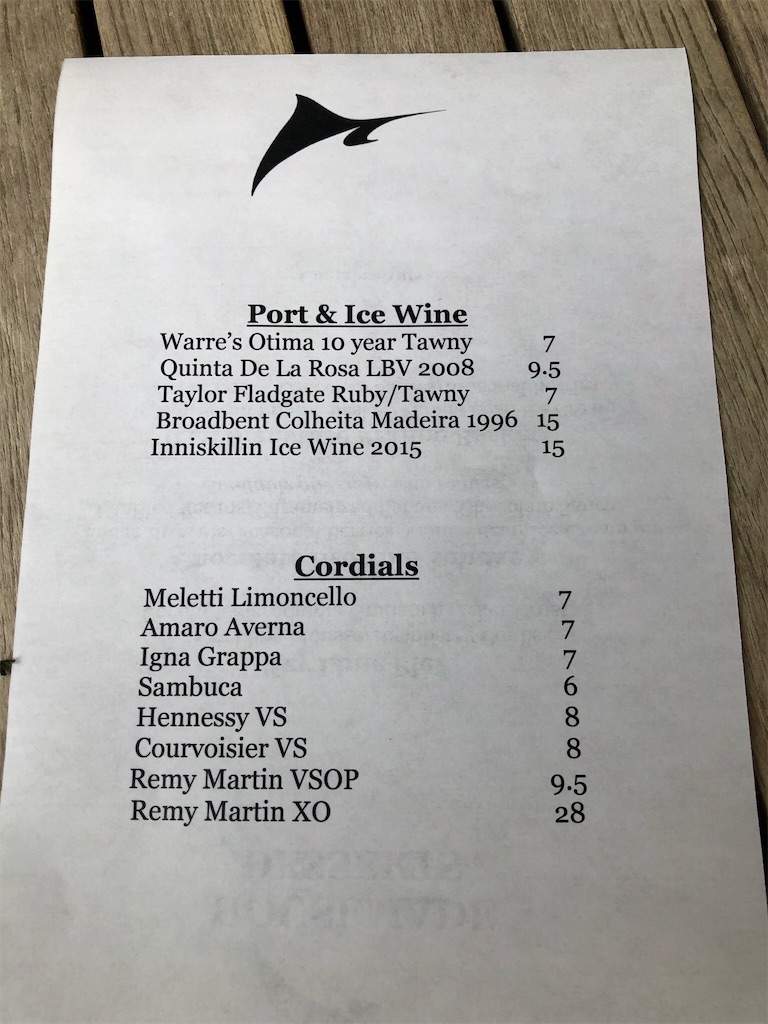 Port & Ice Wine
Warre's Otima 10 year Tawny 7
Quinta De La Rosa LBV 2008 9.5
Taylor Fladgate Ruby/Tawny 7
Broadbent Colheita Madeira 1996 15
Inniskillin Ice Wine 2015 15
Cordials
Meletti Limoncello 7
Amaro Averna 7
Igna Grappa 7
Sambuca 6
Hennessy VS 8
Courvoisier VS 8
Remy Martin VSOP 9.5
Remy Martin XO 28